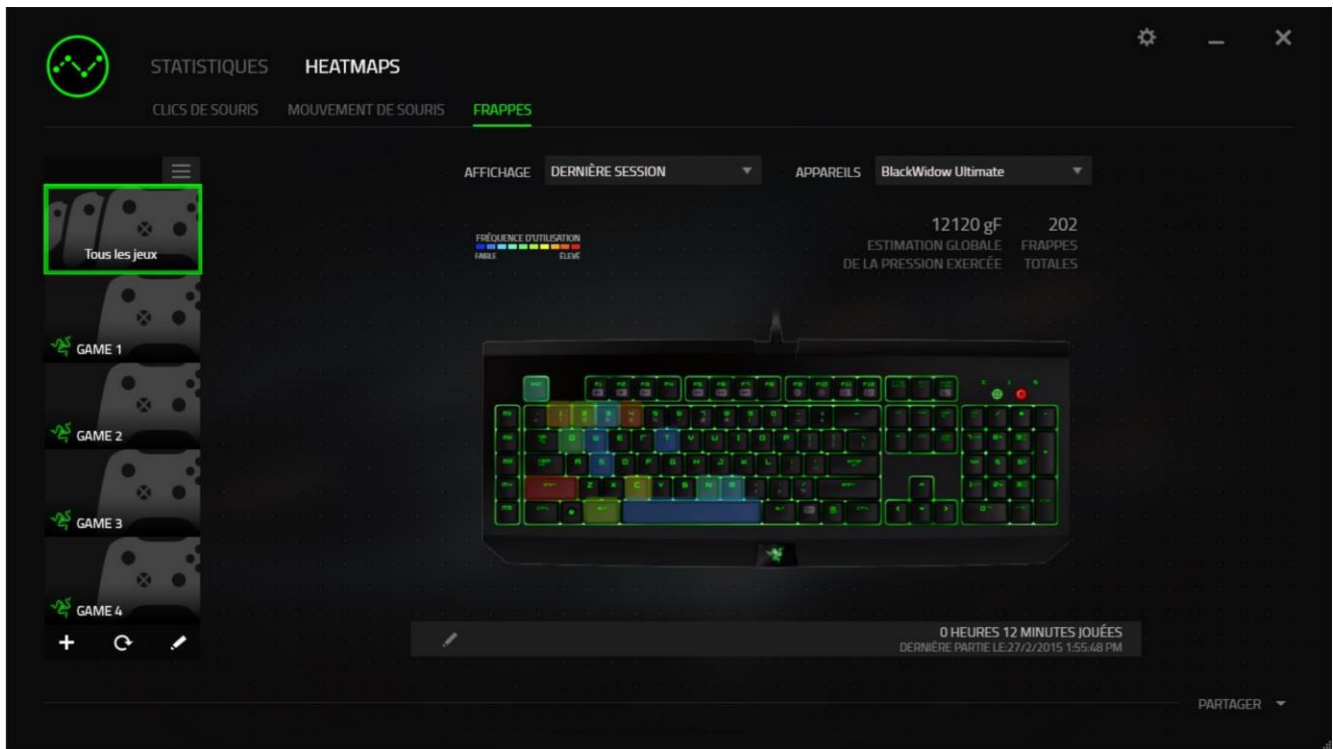 STATISTIQUES HEATMAPS
CLICS DE SOURIS MOUVEMENT DE SOURIS FRAPPES
AFFICHAGE DERNIÈRE SESSION APPAREILS BlackWidow Ultimate
Tous les jeux
FRÉQUENCE D'UTILISATION
FAIBLE ÉLEVÉ
12120 gF 202
ESTIMATION GLOBALE FRAPPES
DE LA PRESSION EXERCÉE TOTALES
GAME 1
GAME 2
GAME 3
GAME 4
0 HEURES 12 MINUTES JOUÉES
DERNIÈRE PARTIE LE:27/2/2015 1:55:48 PM
PARTAGER